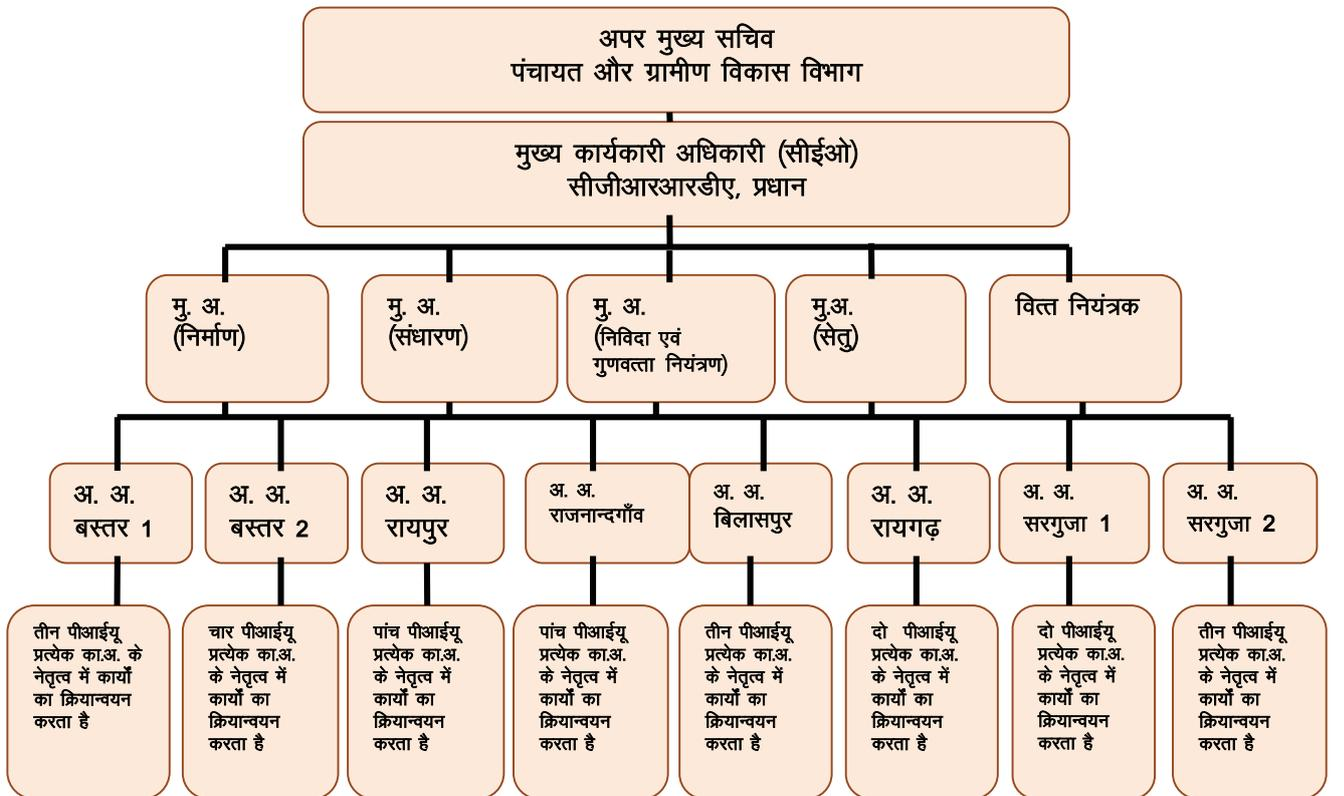 अपर मुख्य सचिव
पंचायत और ग्रामीण विकास विभाग
मुख्य कार्यकारी अधिकारी (सीईओ)
सीजीआरआरडीए, प्रधान
मु. अ.
(निर्माण)
मु. अ.
(संधारण)
मु. अ.
(निविदा एवं
गुणवत्ता नियंत्रण)
मु.अ.
(सेतु)
वित्त नियंत्रक
अ. अ.
बस्तर 1
अ. अ.
बस्तर 2
अ. अ.
रायपुर
अ. अ.
राजनान्दगाँव
अ. अ.
बिलासपुर
अ. अ.
रायगढ़
अ. अ.
सरगुजा 1
अ. अ.
सरगुजा 2
तीन पीआईयू
प्रत्येक का.अ. के
नेतृत्व में कार्यों
का क्रियान्वयन
करता है
चार पीआईयू
प्रत्येक का.अ.
के नेतृत्व में
कार्यों का
क्रियान्वयन
करता है
पांच पीआईयू
प्रत्येक का.अ.
के नेतृत्व में
कार्यों का
क्रियान्वयन
करता है
पांच पीआईयू
प्रत्येक का.अ.
के नेतृत्व में
कार्यों का
क्रियान्वयन
करता है
तीन पीआईयू
प्रत्येक का.अ.
के नेतृत्व में
कार्यों का
क्रियान्वयन
करता है
दो पीआईयू
प्रत्येक का.अ.
के नेतृत्व में
कार्यों का
क्रियान्वयन
करता है
दो पीआईयू
प्रत्येक का.अ.
के नेतृत्व में
कार्यों का
क्रियान्वयन
करता है
तीन पीआईयू
प्रत्येक का.अ.
के नेतृत्व में
कार्यों का
क्रियान्वयन
करता है